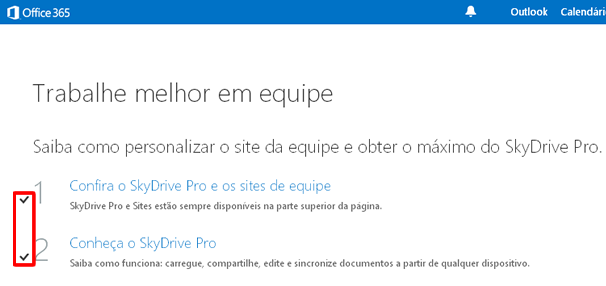 Office 365 Outlook Calendári
Trabalhe melhor em equipe
Saiba como personalizar o site da equipe e obter o máximo do SkyDrive Pro.
1 Confira o SkyDrive Pro e os sites de equipe
SkyDrive Pro e Sites estão sempre disponíveis na parte superior da página.
2 Conheça o SkyDrive Pro
Saiba como funciona: carregue, compartilhe, edite e sincronize documentos a partir de qualquer dispositivo.